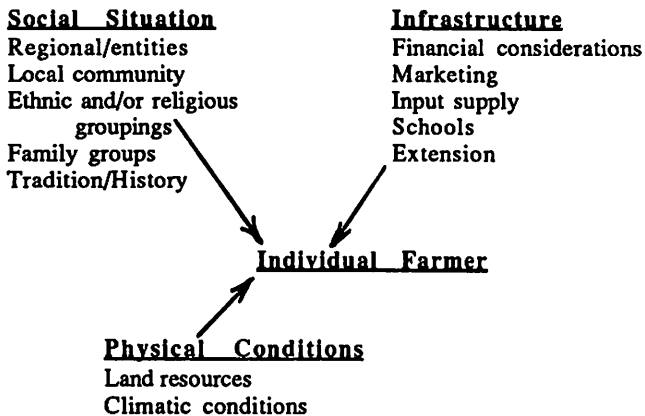 Social Situation
Regional/entities
Local community
Ethnic and/or religious
groupings
Family groups
Tradition/History
Infrastructure
Financial considerations
Marketing
Input supply
Schools
Extension
Individual Farmer
Physical Conditions
Land resources
Climatic conditions